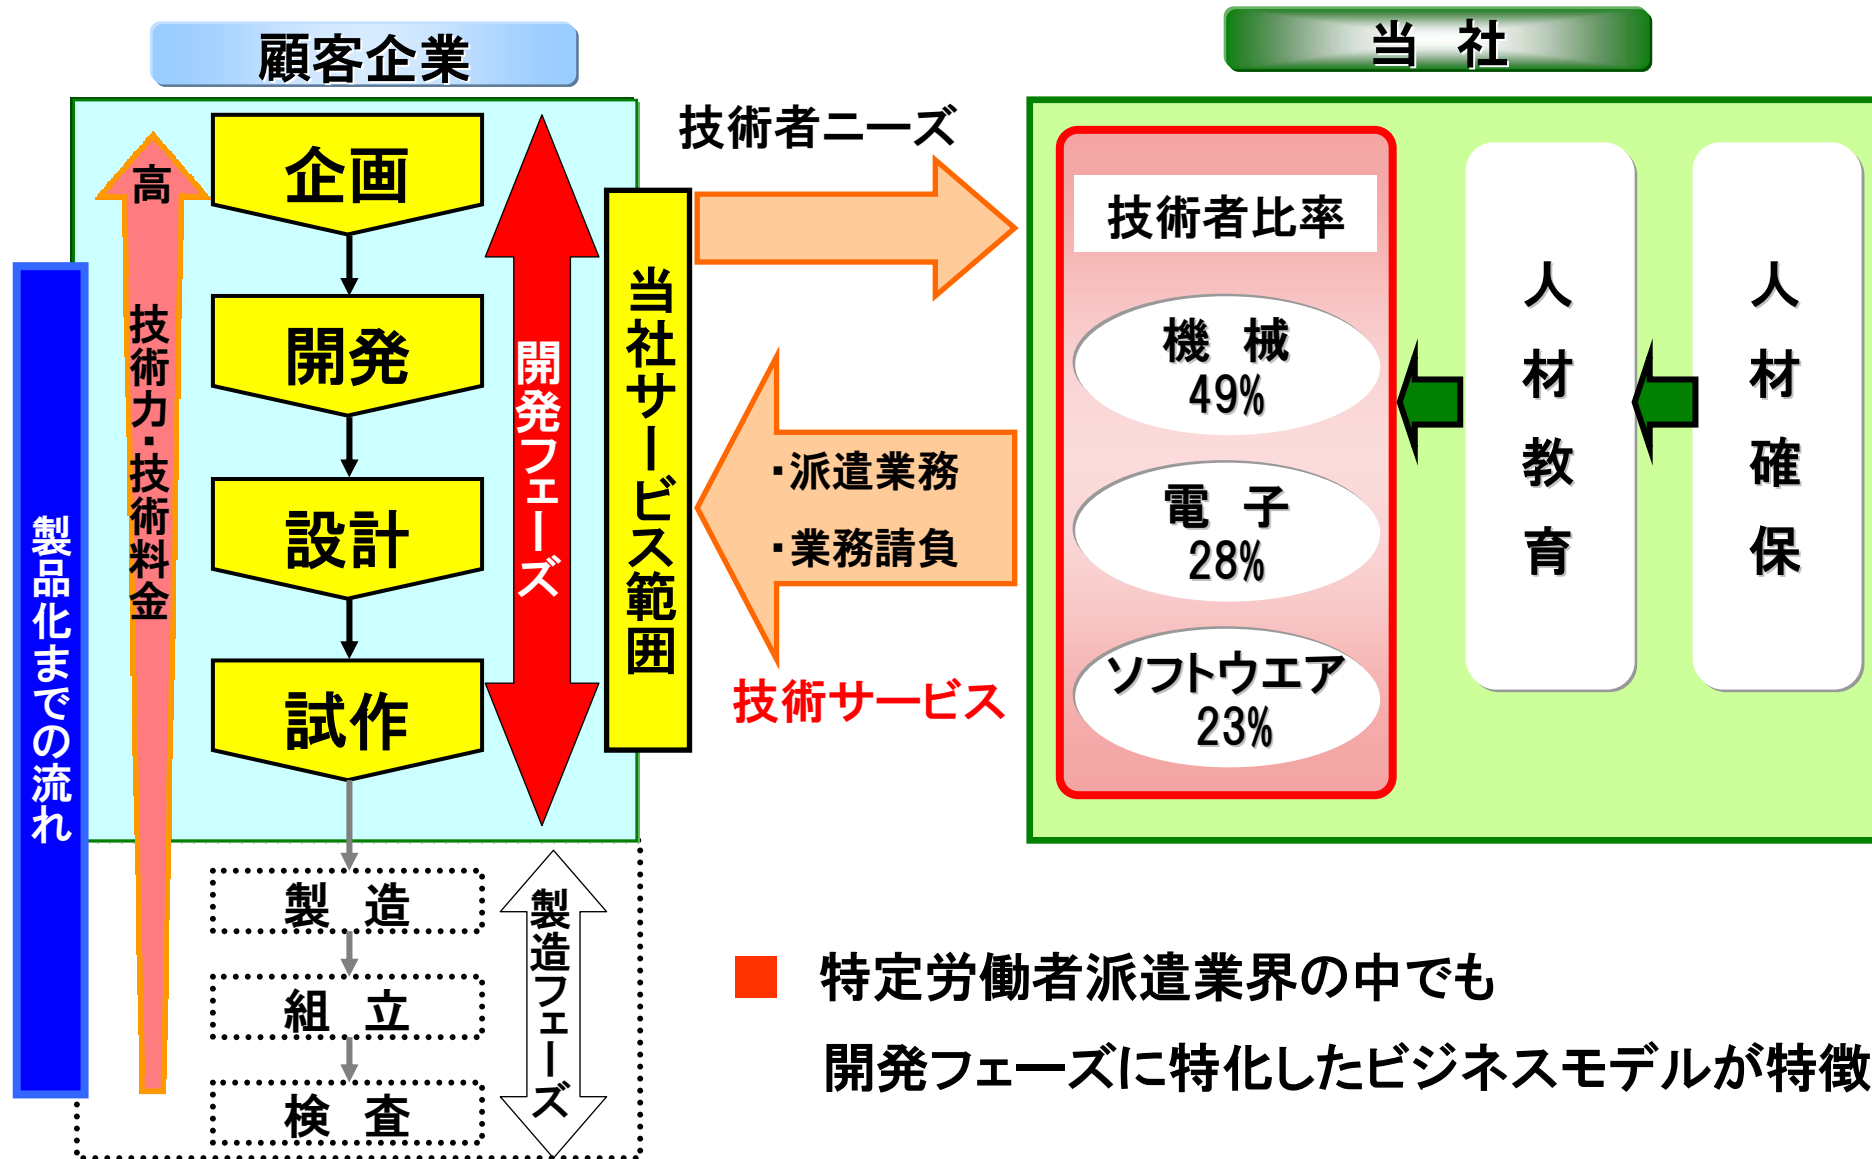 顧客企業
当 社
製品化までの流れ
高
技術力・技術料金
企画
開発
設計
試作
製 造
組 立
検 査
開発フェーズ
製造フェーズ
当社サービス範囲
技術者ニーズ
・派遣業務
・業務請負
技術サービス
技術者比率
機 械
49%
電 子
28%
ソフトウエア
23%
人材教育
人材確保
■ 特定労働者派遣業界の中でも
開発フェーズに特化したビジネスモデルが特徴